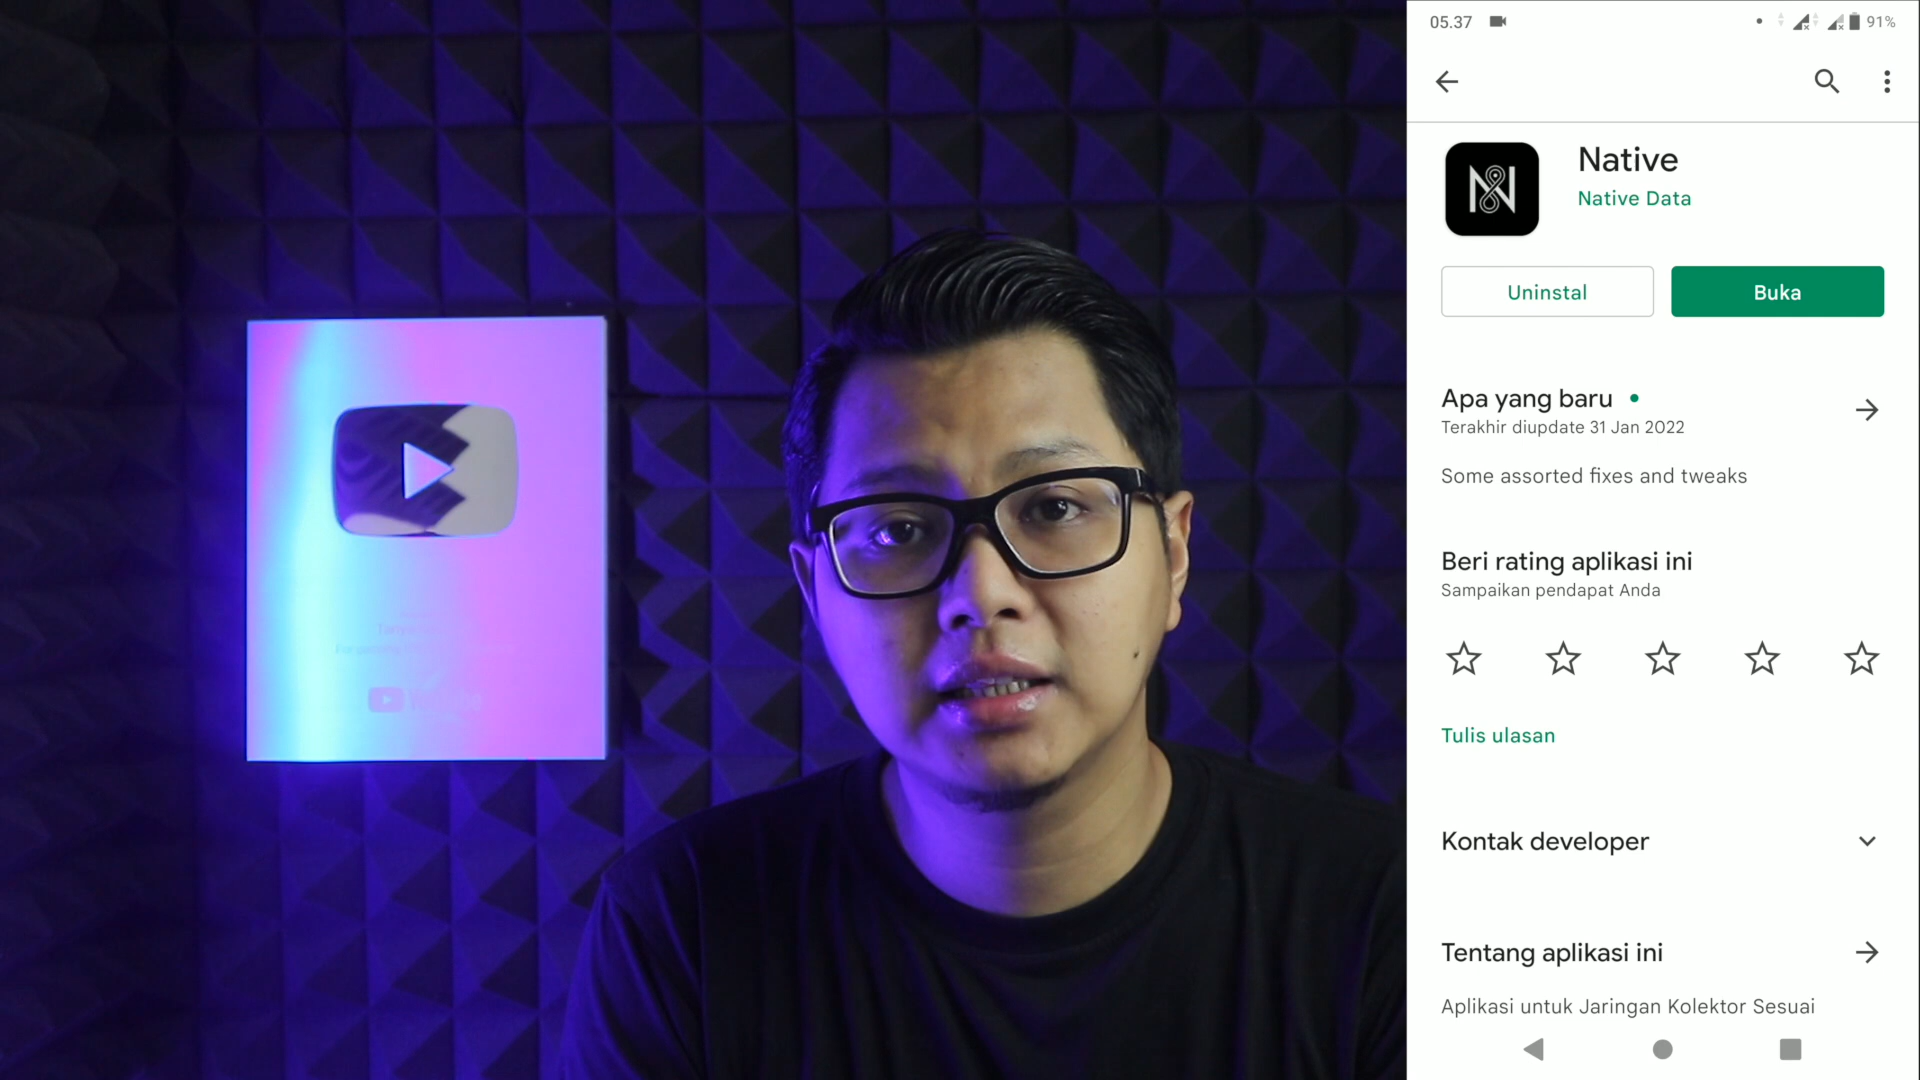 05.37
91%
Native
Native Data
Uninstal
Buka
Apa yang baru
Terakhir diupdate 31 Jan 2022
Some assorted fixes and tweaks
Beri rating aplikasi ini
Sampaikan pendapat Anda
Tulis ulasan
Kontak developer
Tentang aplikasi ini
Aplikasi untuk Jaringan Kolektor Sesuai